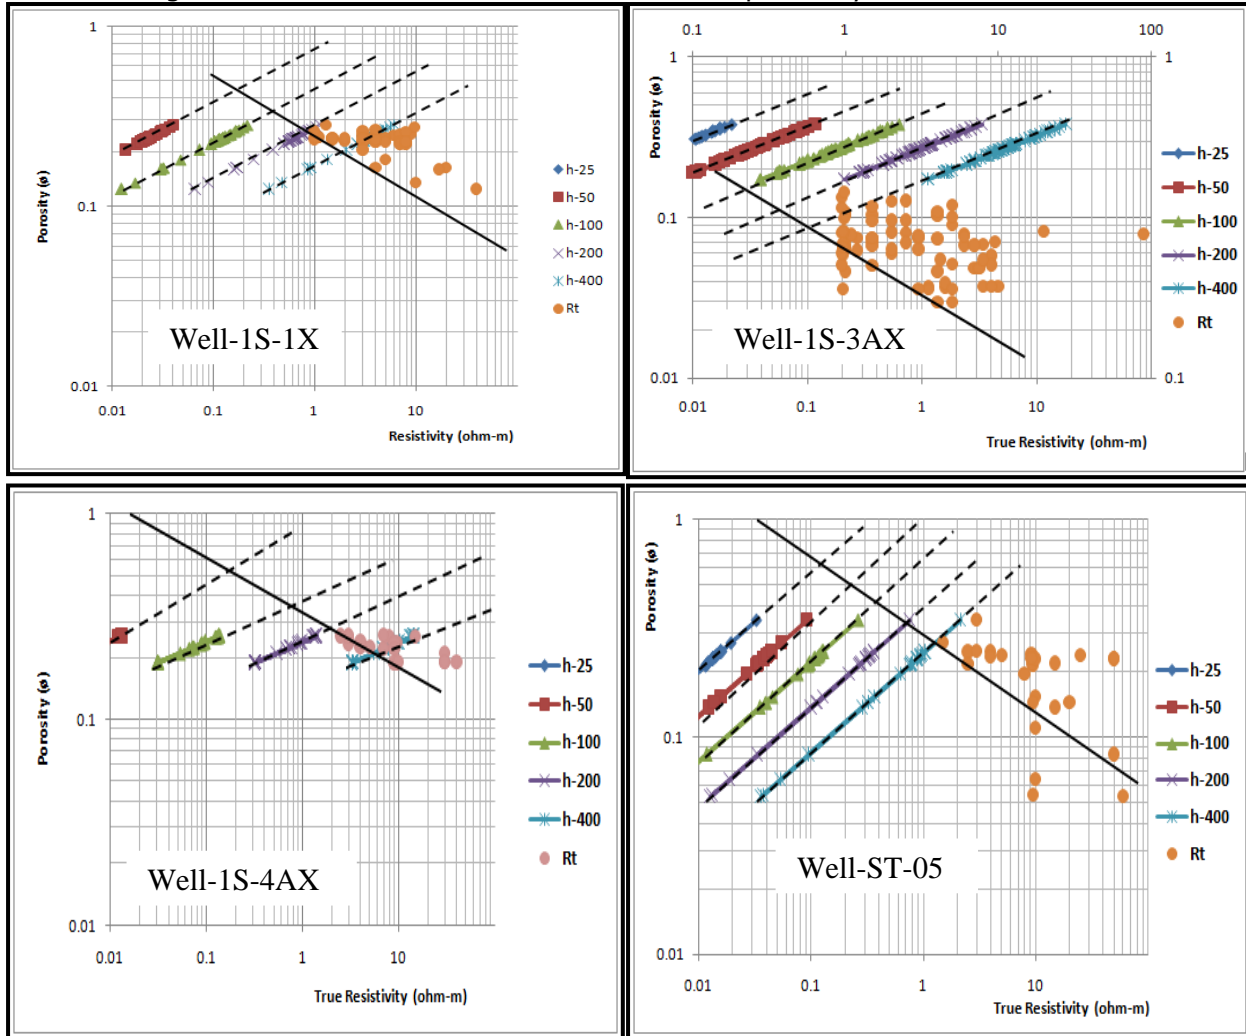 1
0.1
0.01
0.01
0.1
1
10
Porosity (ø)
Resistivity (ohm-m)
h-25
h-50
h-100
h-200
h-400
Rt
Well-1S-1X
0.1
1
10
100
1
0.1
0.01
1
0.1
0.01
0.1
1
10
Porosity (ø)
True Resistivity (ohm-m)
h-25
h-50
h-100
h-200
h-400
Rt
Well-1S-3AX
1
0.1
0.01
0.01
0.1
1
10
Porosity (ø)
True Resistivity (ohm-m)
h-25
h-50
h-100
h-200
h-400
Rt
Well-1S-4AX
1
0.1
0.01
0.01
0.1
1
10
Porosity (ø)
True Resistivity (ohm-m)
h-25
h-50
h-100
h-200
h-400
Rt
Well-ST-05